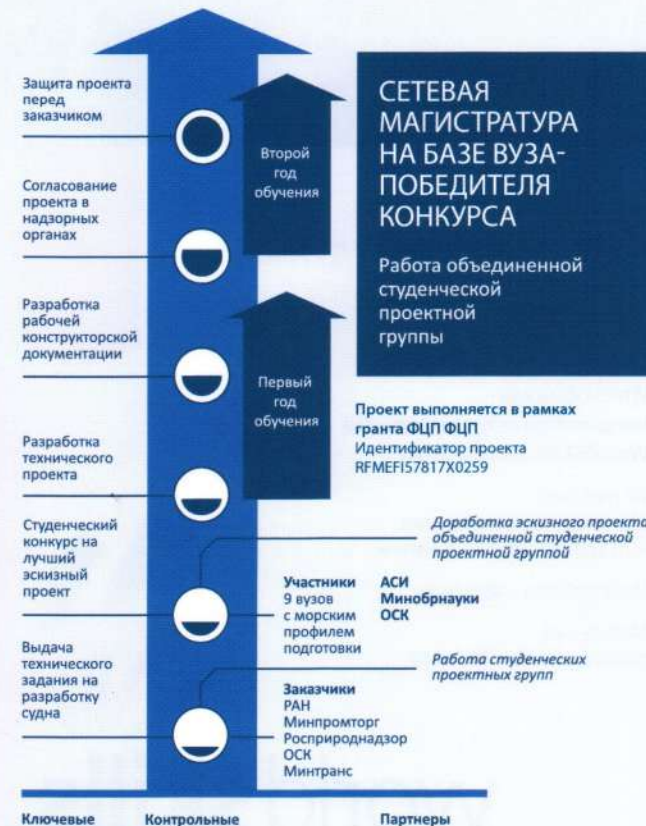 Защита проекта
перед
заказчиком
Согласование
проекта в
надзорных
органах
Разработка
рабочей
конструкторской
документации
Разработка
технического
проекта
Студенческий
конкурс на
лучший
эскизный
проект
Выдача
технического
задания на
разработку
судна
Второй
год
обучения
Первый
год
обучения
СЕТЕВАЯ
МАГИСТРАТУРА
НА БАЗЕ ВУЗА-
ПОБЕДИТЕЛЯ
КОНКУРСА
Работа объединенной
студенческой
проектной
группы
Проект выполняется в рамках
гранта ФЦП ФЦП
Идентификатор проекта
RFMEFI57817X0259
Доработка эскизного проекта
объединенной студенческой
проектной группой
Участники
9 вузов
с морским
профилем
подготовки
АСИ
Минобрнауки
ОСК
Работа студенческих
проектных групп
Заказчики
РАН
Минпромторг
Росприроднадзор
ОСК
Минтранс
Ключевые
Контрольные
Партнеры